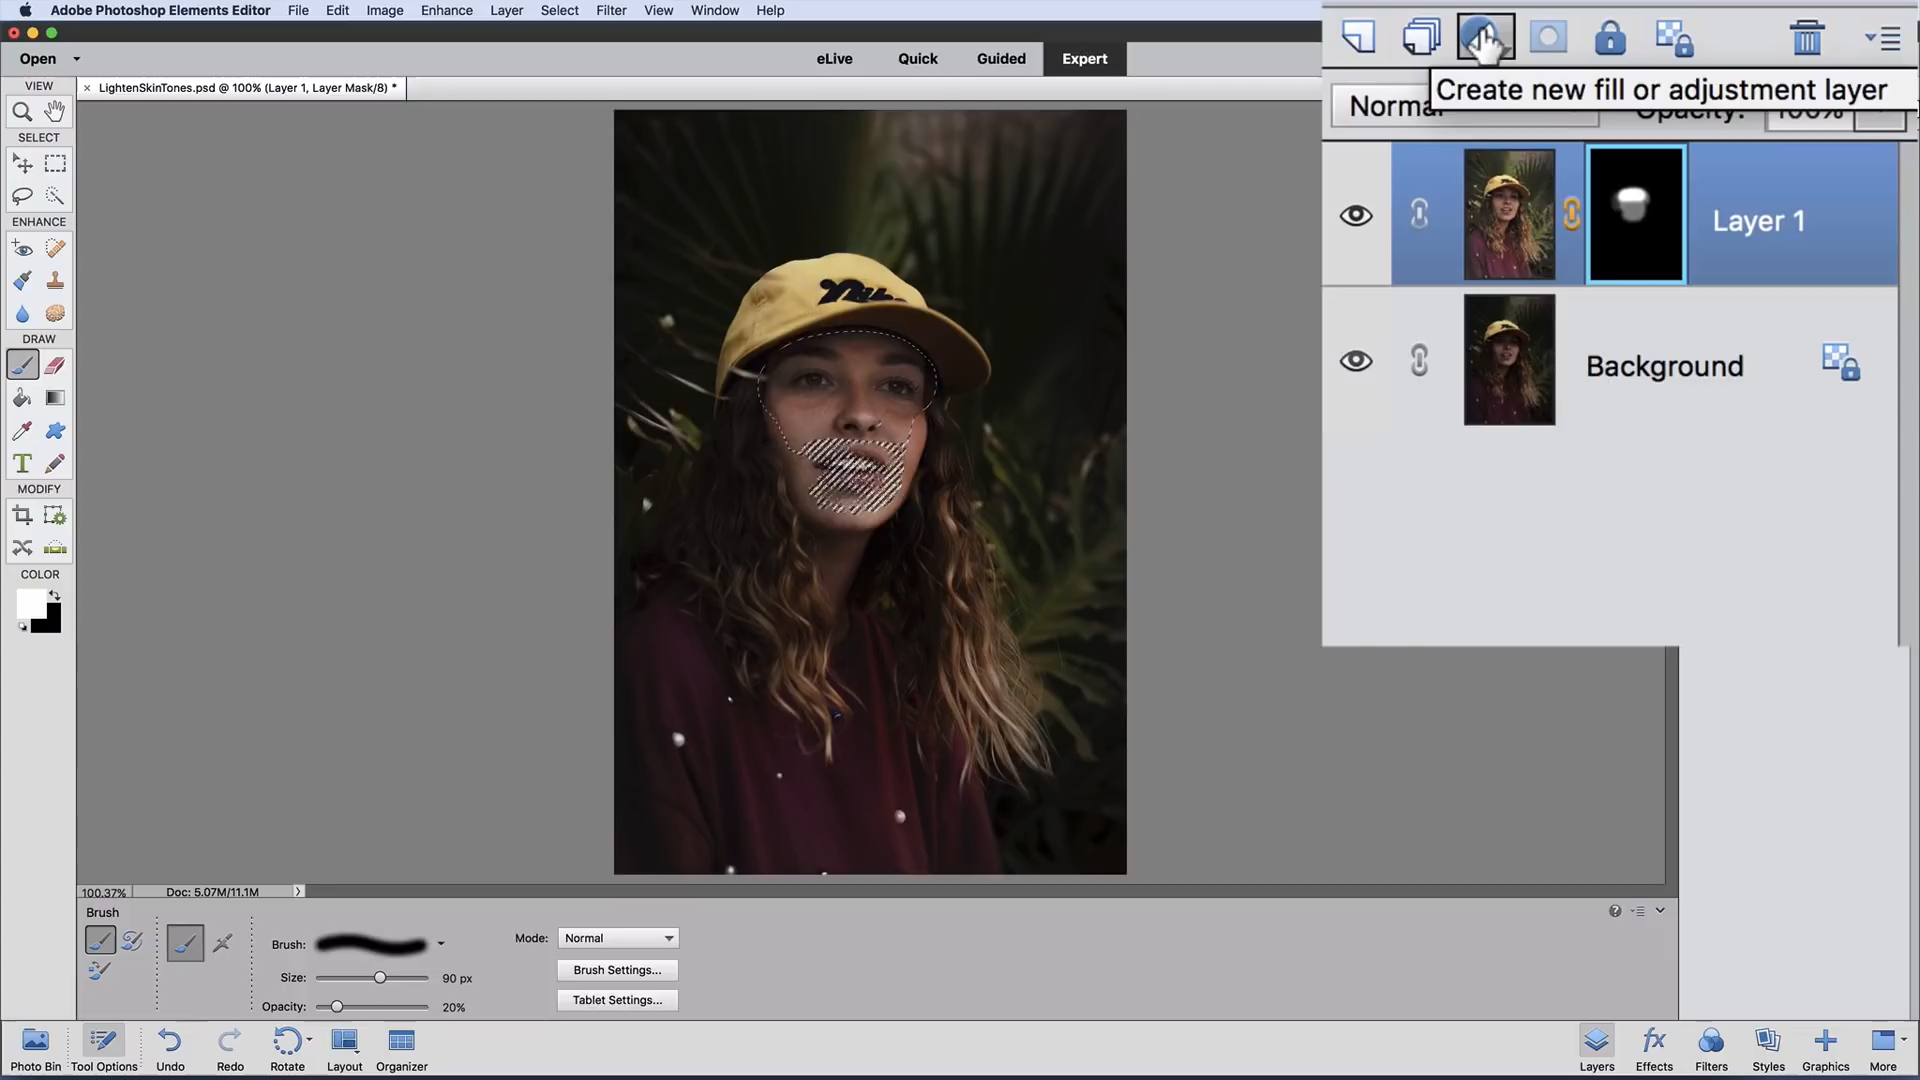 Adobe Photoshop Elements Editor File Edit Image Enhance Layer Select Filter View Window Help
Open eLive Quick Guided Expert
× LightenSkinTones.psd @ 100% (Layer 1, Layer Mask/8) *
Create new fill or adjustment layer
Normal Opacity: 100%
VIEW
SELECT
ENHANCE
DRAW
T
MODIFY
COLOR
Layer 1
Background
100.37% Doc: 5.07M/11.1M
Brush
Brush:
Size: 90 px
Opacity: 20%
Mode: Normal
Brush Settings...
Tablet Settings...
Photo Bin Tool Options Undo Redo Rotate Layout Organizer
fx
Layers Effects Filters Styles Graphics More